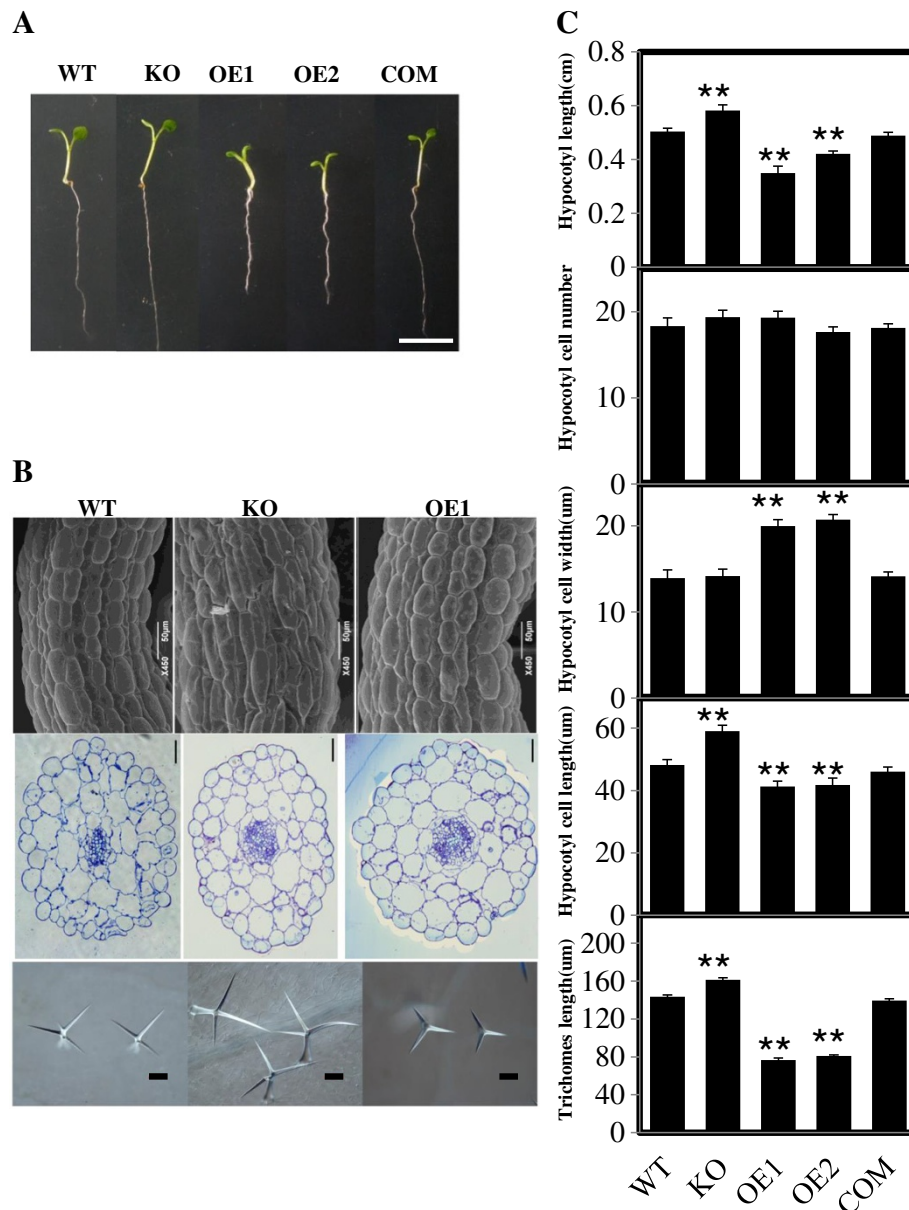 A
WT KO OE1 OE2 COM
B
WT KO OE1
50μm
X450
50μm
X450
50μm
X450
C
Hypocotyl length(cm)
0.8
0.6
0.4
0.2
0
** ** **
Hypocotyl cell number
20
10
0
Hypocotyl cell width(um)
20
10
0
** **
Hypocotyl cell length(um)
60
40
20
0
** ** **
Trichomes length(um)
200
160
120
80
40
0
** ** **
WT KO OE1 OE2 COM